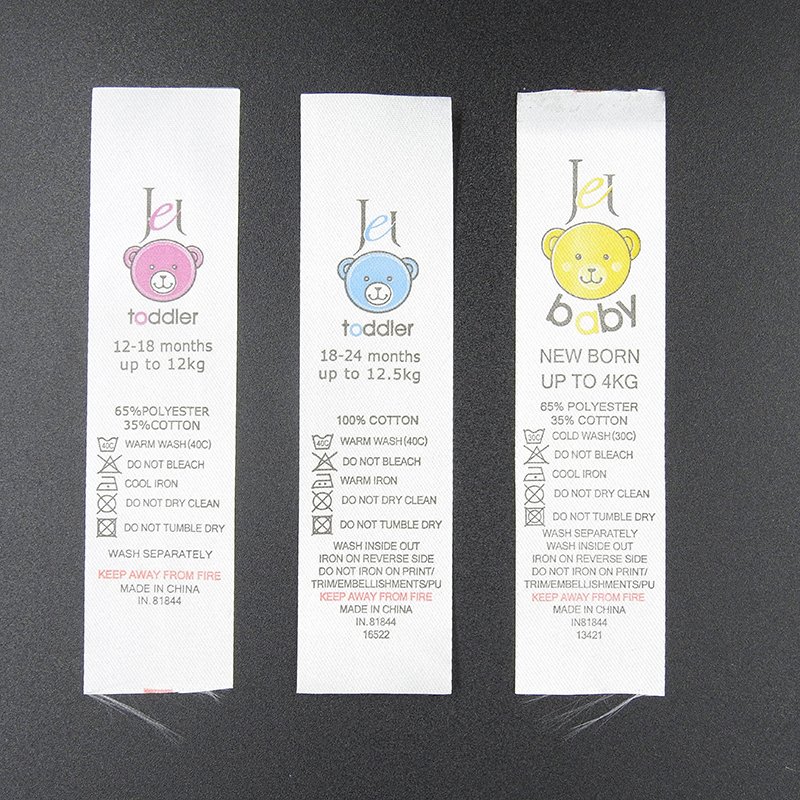 Jei
toddler
12-18 months
up to 12kg
65%POLYESTER
35%COTTON
40C WARM WASH(40C)
DO NOT BLEACH
COOL IRON
DO NOT DRY CLEAN
DO NOT TUMBLE DRY
WASH SEPARATELY
KEEP AWAY FROM FIRE
MADE IN CHINA
IN. 81844
Jei
toddler
18-24 months
up to 12.5kg
100% COTTON
40C WARM WASH(40C)
DO NOT BLEACH
WARM IRON
DO NOT DRY CLEAN
DO NOT TUMBLE DRY
WASH INSIDE OUT
IRON ON REVERSE SIDE
DO NOT IRON ON PRINT/
TRIM/EMBELLISHMENTS/PU
KEEP AWAY FROM FIRE
MADE IN CHINA
IN. 81844
16522
Jei
baby
NEW BORN
UP TO 4KG
65% POLYESTER
35% COTTON
30C COLD WASH(30C)
DO NOT BLEACH
COOL IRON
DO NOT DRY CLEAN
DO NOT TUMBLE DRY
WASH SEPARATELY
WASH INSIDE OUT
IRON ON REVERSE SIDE
DO NOT IRON ON PRINT/
TRIM/EMBELLISHMENTS/PU
KEEP AWAY FROM FIRE
MADE IN CHINA
IN81844
13421